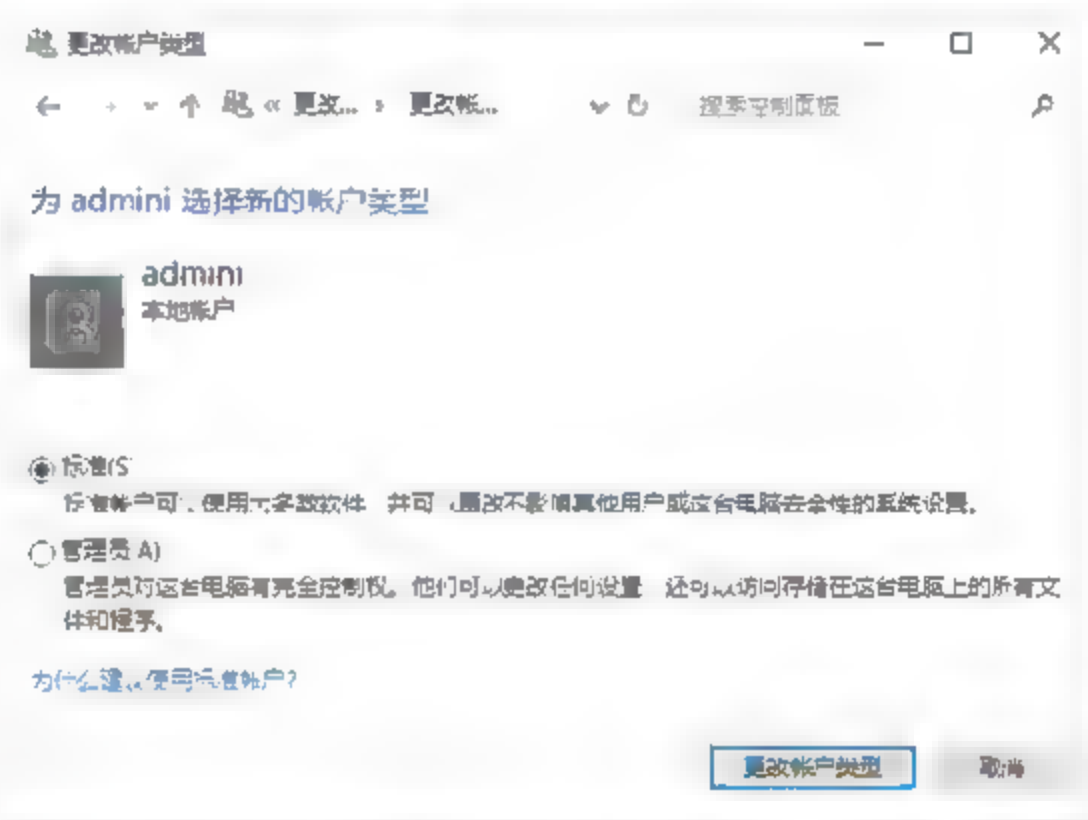 更改帐户类型
更改... › 更改帐...
搜索控制面板
为 admini 选择新的帐户类型
admini
本地帐户
标准(S
标准帐户可以使用大多数软件，并可以更改不影响其他用户或这台电脑安全性的系统设置。
管理员 A)
管理员对这台电脑有完全控制权。他们可以更改任何设置，还可以访问存储在这台电脑上的所有文
件和程序。
为什么建议使用标准帐户?
更改帐户类型
取消